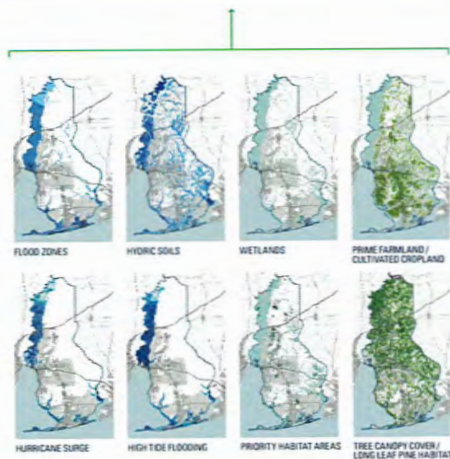 FLOOD ZONES
HYDRIC SOILS
WETLANDS
PRIME FARMLAND /
CULTIVATED CROPLAND
HURRICANE SURGE
HIGH TIDE FLOODING
PRIORITY HABITAT AREAS
TREE CANOPY COVER /
LONG LEAF PINE HABITAT